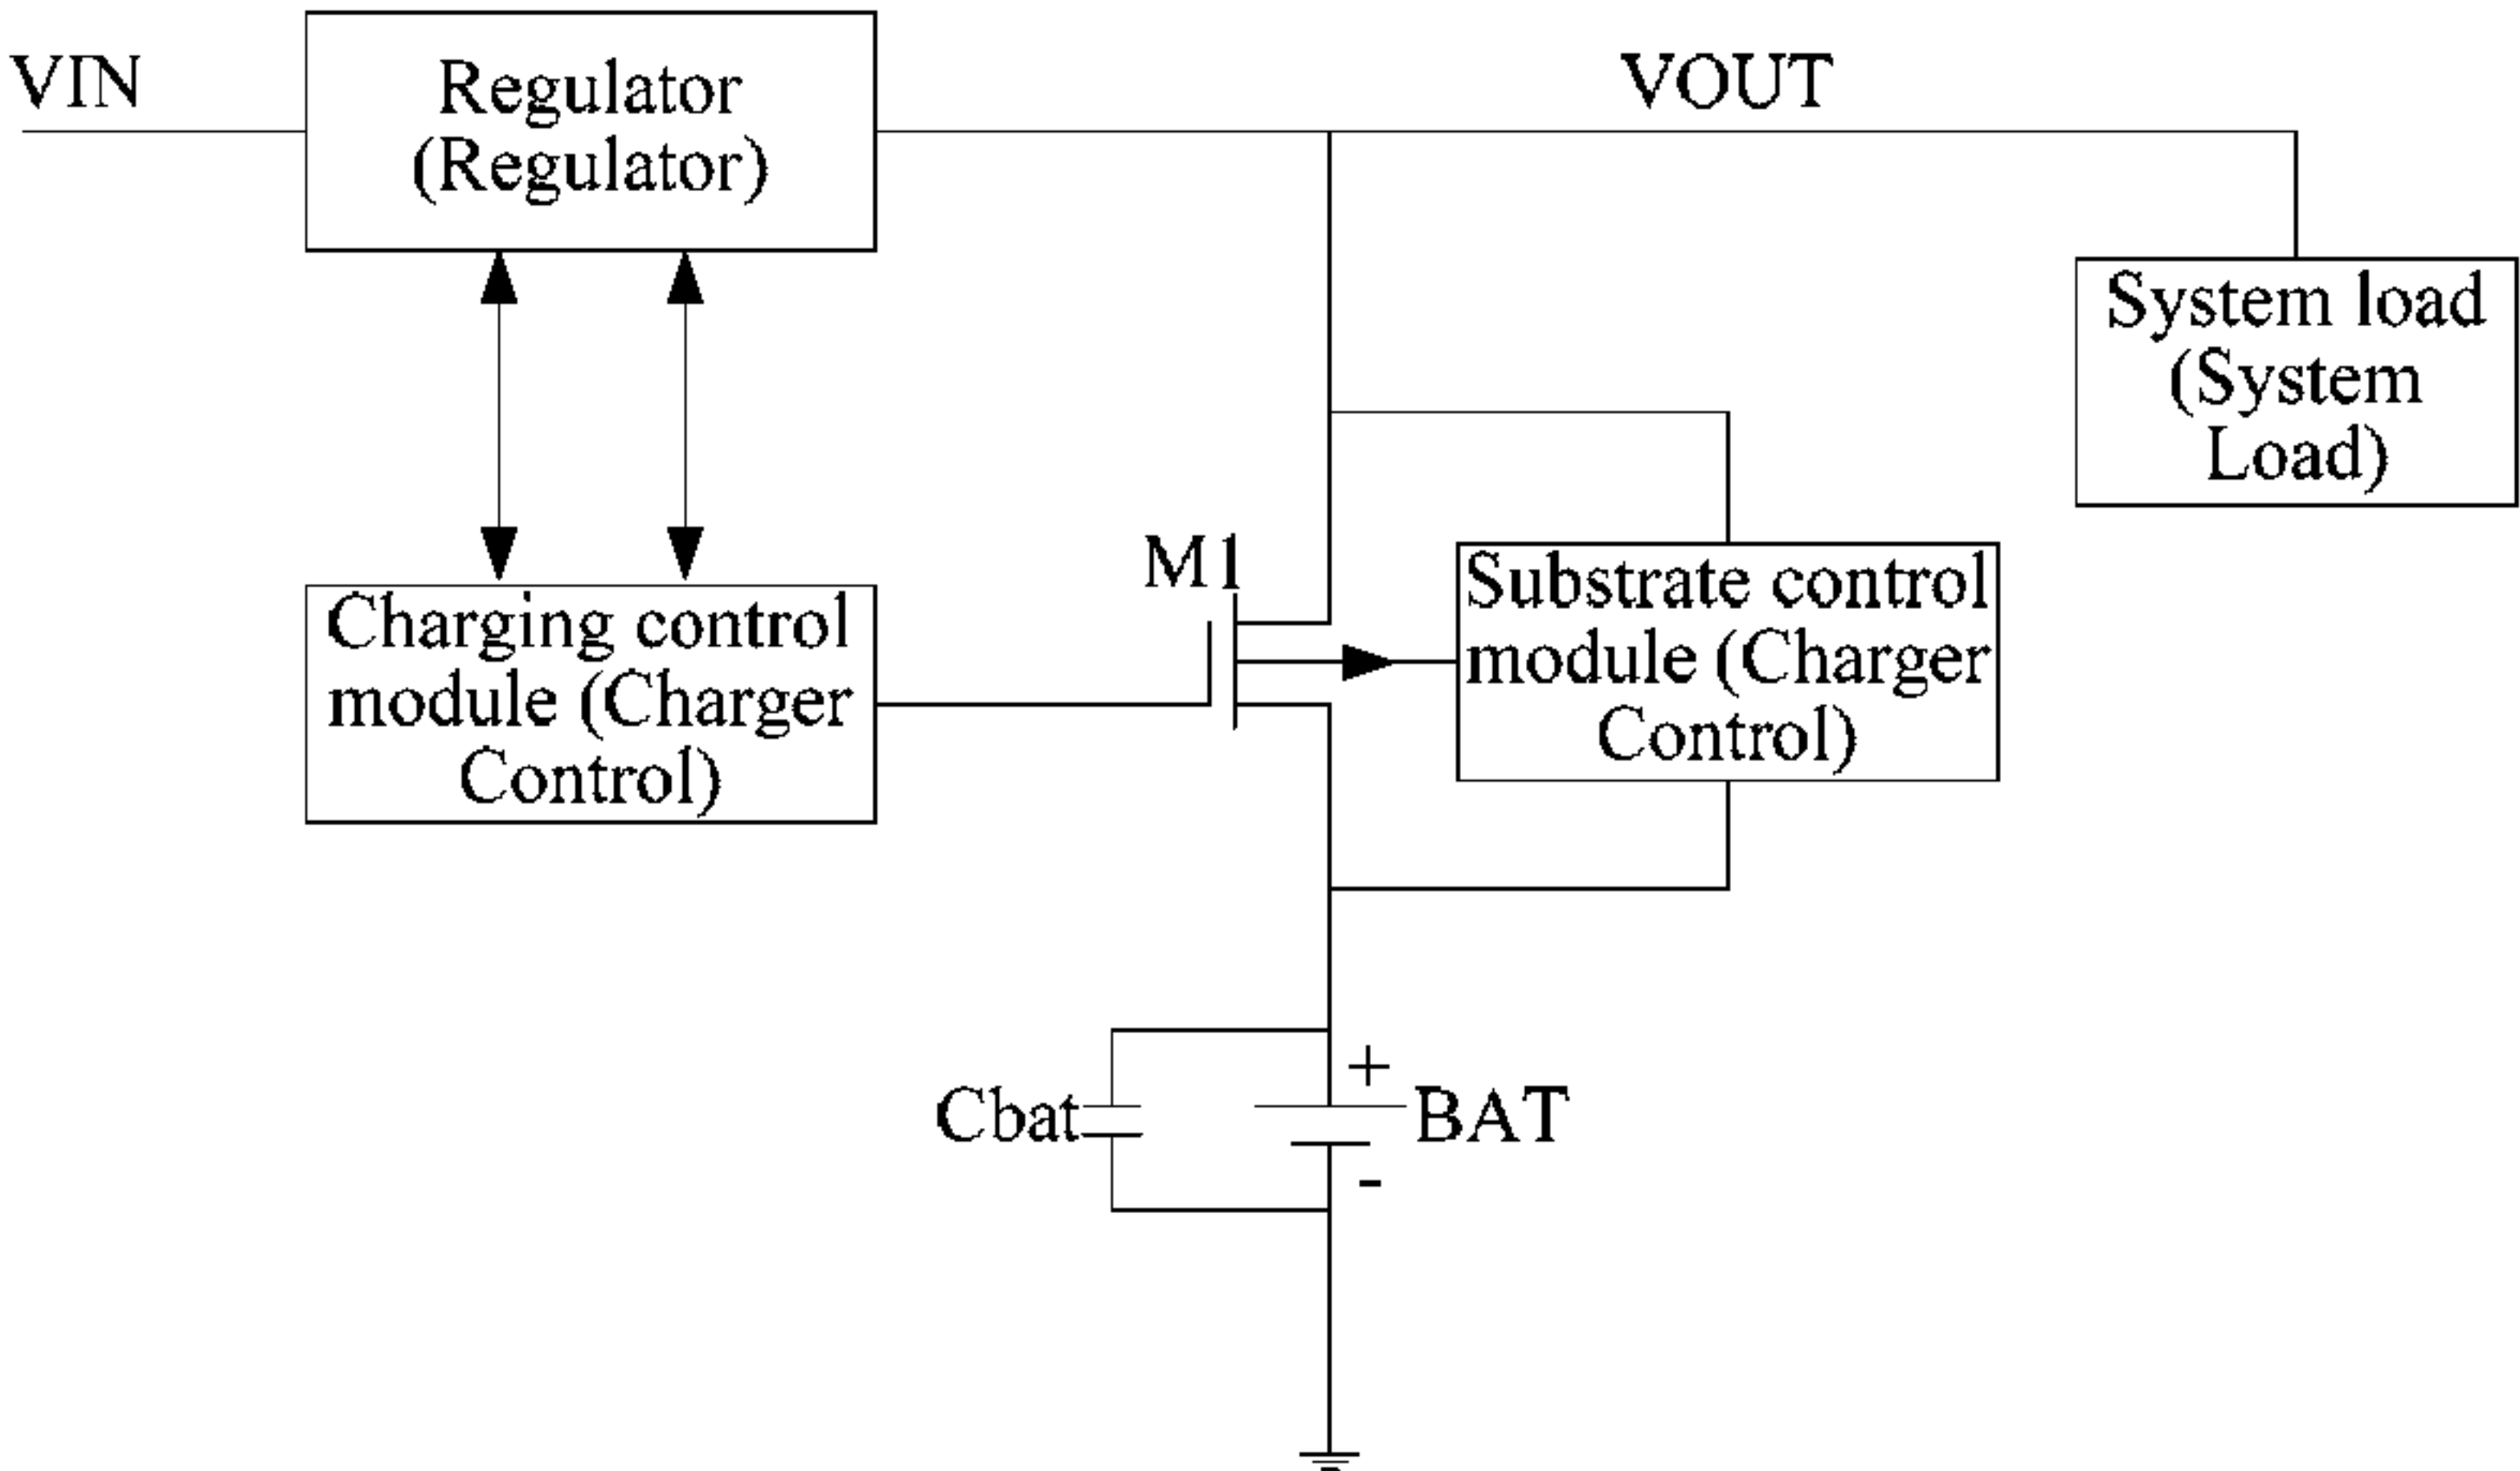 VIN
Regulator
(Regulator)
VOUT
System load
(System
Load)
M1
Charging control
module (Charger
Control)
Substrate control
module (Charger
Control)
+
Cbat
BAT
-